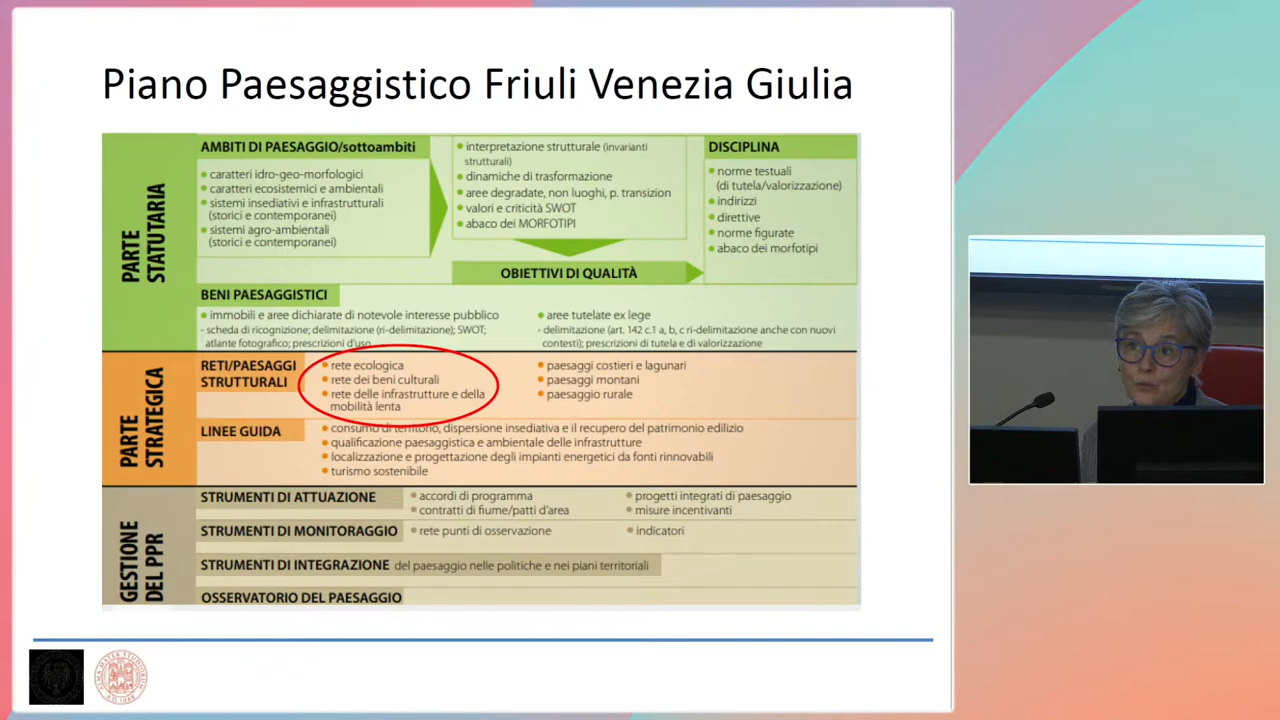 Piano Paesaggistico Friuli Venezia Giulia
PARTE
STATUTARIA
AMBITI DI PAESAGGIO/sottoambiti
• caratteri idro-geo-morfologici
• caratteri ecosistemici e ambientali
• sistemi insediativi e infrastrutturali
(storici e contemporanei)
• sistemi agro-ambientali
(storici e contemporanei)
• interpretazione strutturale (invarianti
strutturali)
• dinamiche di trasformazione
• aree degradate, non luoghi, p. transizion
• valori e criticità SWOT
• abaco dei MORFOTIPI
OBIETTIVI DI QUALITÀ
DISCIPLINA
• norme testuali
(di tutela/valorizzazione)
• indirizzi
• direttive
• norme figurate
• abaco dei morfotipi
BENI PAESAGGISTICI
• immobili e aree dichiarate di notevole interesse pubblico
- scheda di ricognizione; delimitazione (ri-delimitazione); SWOT;
atlante fotografico; prescrizioni d'uso
• aree tutelate ex lege
- delimitazione (art. 142 c.1 a, b, c ri-delimitazione anche con nuovi
contesti); prescrizioni di tutela e di valorizzazione
PARTE
STRATEGICA
RETI/PAESAGGI
STRUTTURALI
• rete ecologica
• rete dei beni culturali
• rete delle infrastrutture e della
mobilità lenta
• paesaggi costieri e lagunari
• paesaggi montani
• paesaggio rurale
LINEE GUIDA
• consumo di territorio, dispersione insediativa e il recupero del patrimonio edilizio
• qualificazione paesaggistica e ambientale delle infrastrutture
• localizzazione e progettazione degli impianti energetici da fonti rinnovabili
• turismo sostenibile
GESTIONE
DEL PPR
STRUMENTI DI ATTUAZIONE
• accordi di programma
• contratti di fiume/patti d'area
• progetti integrati di paesaggio
• misure incentivanti
STRUMENTI DI MONITORAGGIO
• rete punti di osservazione
• indicatori
STRUMENTI DI INTEGRAZIONE del paesaggio nelle politiche e nei piani territoriali
OSSERVATORIO DEL PAESAGGIO